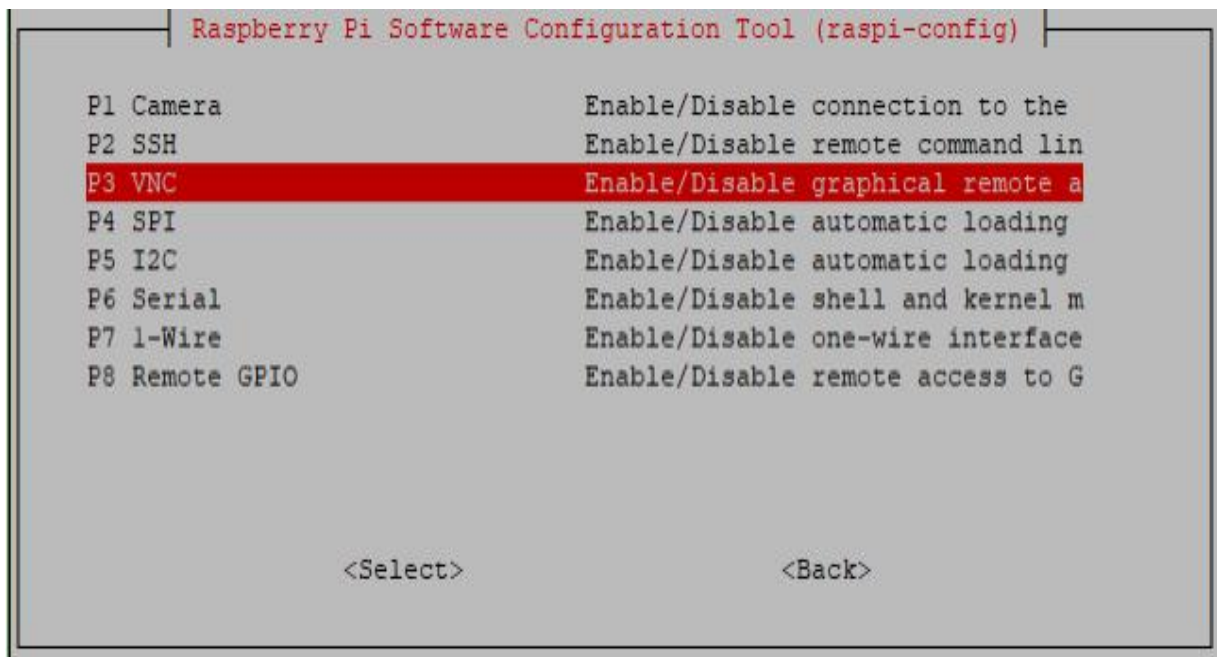 Raspberry Pi Software Configuration Tool (raspi-config)
P1 Camera Enable/Disable connection to the
P2 SSH Enable/Disable remote command lin
P3 VNC Enable/Disable graphical remote a
P4 SPI Enable/Disable automatic loading
P5 I2C Enable/Disable automatic loading
P6 Serial Enable/Disable shell and kernel m
P7 1-Wire Enable/Disable one-wire interface
P8 Remote GPIO Enable/Disable remote access to G
<Select> <Back>